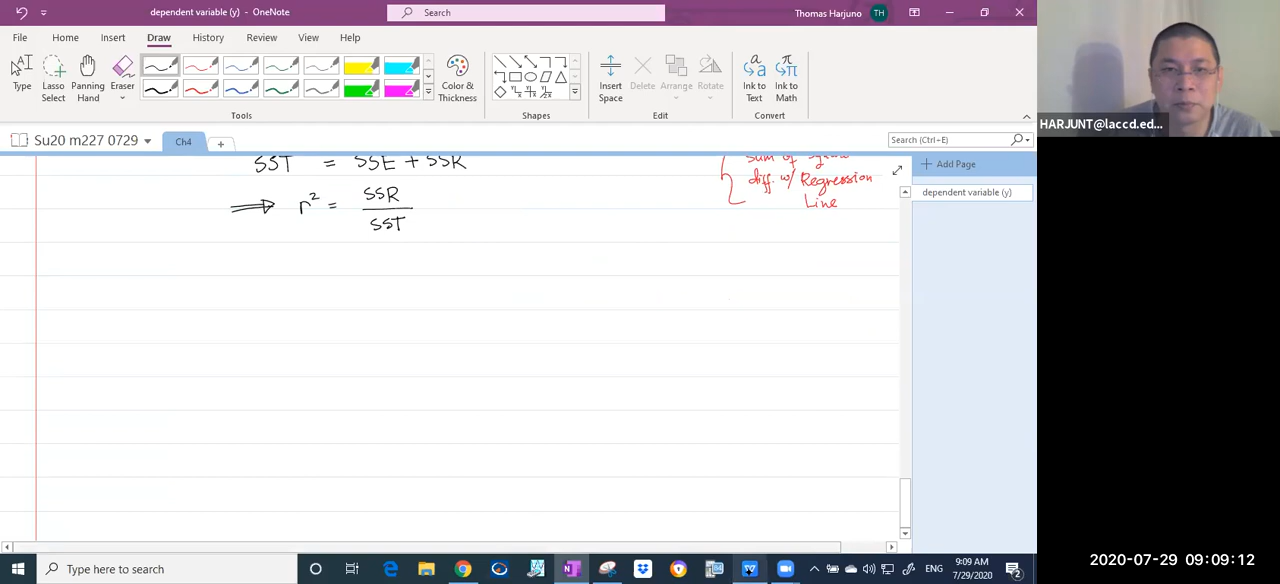 dependent variable (y) - OneNote
Search
Thomas Harjuno TH
File Home Insert Draw History Review View Help
Type
Lasso Select
Panning Hand
Eraser
Color & Thickness
Insert Space
Delete
Arrange
Rotate
Ink to Text
Ink to Math
Tools
Shapes
Edit
Convert
Su20 m227 0729
Ch4
Search (Ctrl+E)
Add Page
dependent variable (y)
SST = SSE + SSR
r² = SSR / SST
sum of
diff. w/ Regression
Line
HARJUNT@laccd.ed...
2020-07-29 09:09:12
Type here to search
ENG
9:09 AM
7/29/2020
2